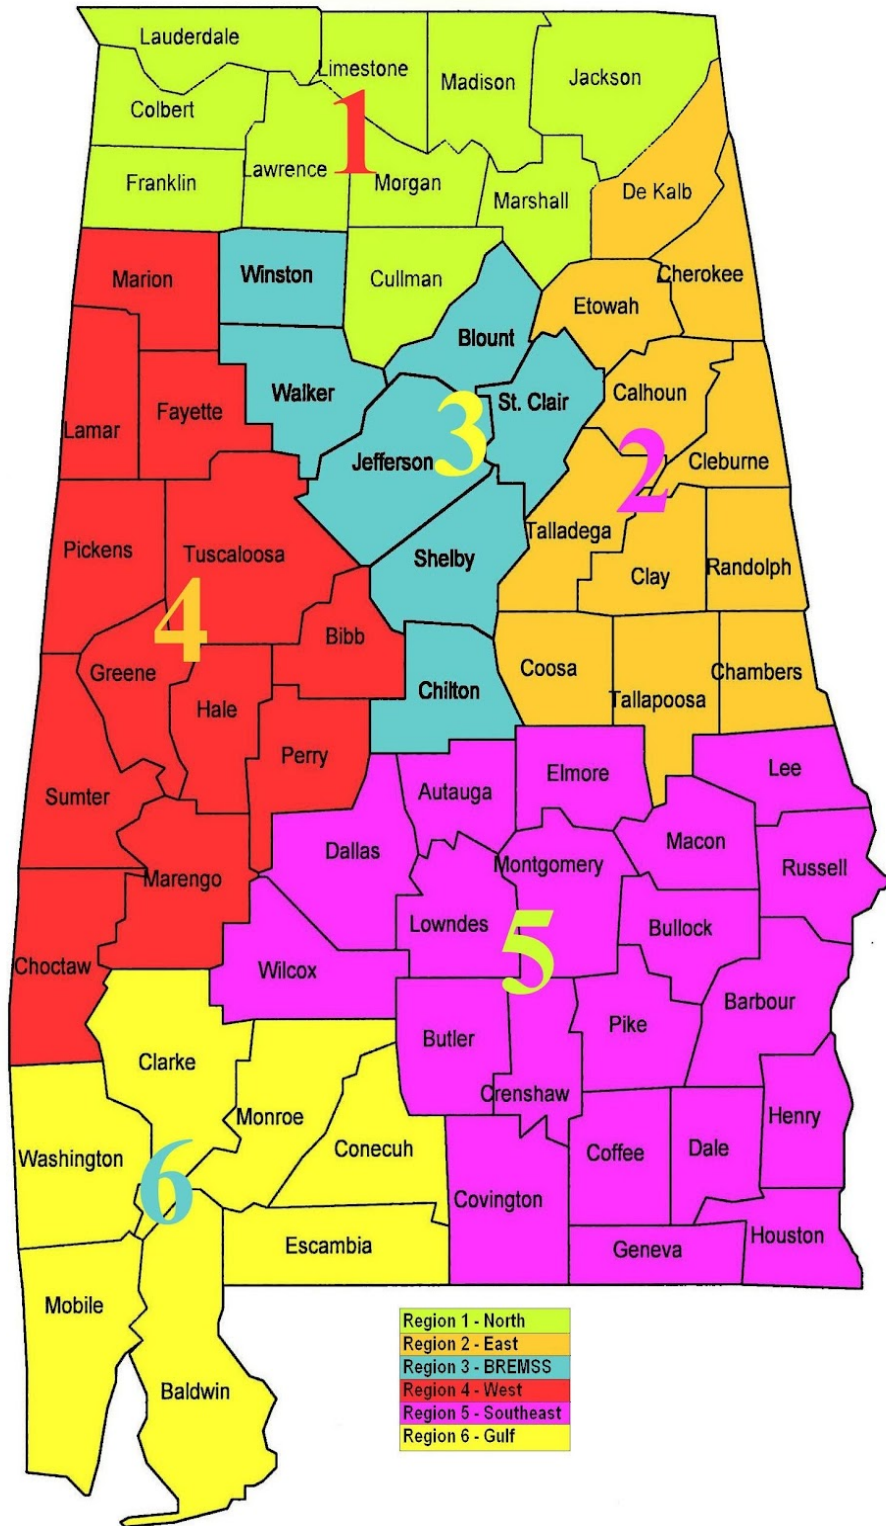 Lauderdale
Limestone
Madison
Jackson
Colbert
1
Lawrence
Franklin
Morgan
Marshall
De Kalb
Marion
Winston
Cullman
Cherokee
Etowah
Blount
Walker
St. Clair
Calhoun
Lamar
Fayette
3
Jefferson
2
Cleburne
Pickens
Tuscaloosa
Talladega
Shelby
Clay
Randolph
4
Bibb
Greene
Coosa
Chambers
Hale
Chilton
Tallapoosa
Perry
Elmore
Lee
Sumter
Autauga
Dallas
Macon
Montgomery
Russell
Marengo
Lowndes
5
Bullock
Choctaw
Wilcox
Barbour
Pike
Butler
Clarke
Crenshaw
Monroe
Henry
Conecuh
Washington
Coffee
Dale
6
Covington
Escambia
Geneva
Houston
Mobile
Baldwin
Region 1 - North
Region 2 - East
Region 3 - BREMSS
Region 4 - West
Region 5 - Southeast
Region 6 - Gulf